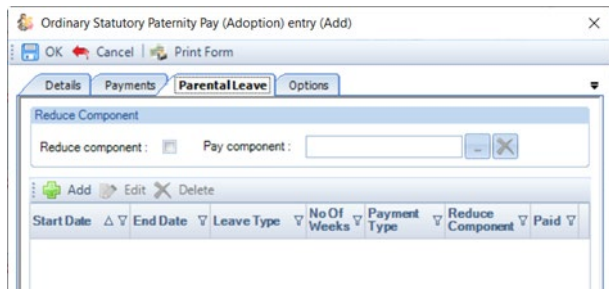 Ordinary Statutory Paternity Pay (Adoption) entry (Add)
OK Cancel Print Form
Details Payments Parental Leave Options
Reduce Component
Reduce component : Pay component :
Add Edit Delete
Start Date End Date Leave Type No Of Weeks Payment Type Reduce Component Paid